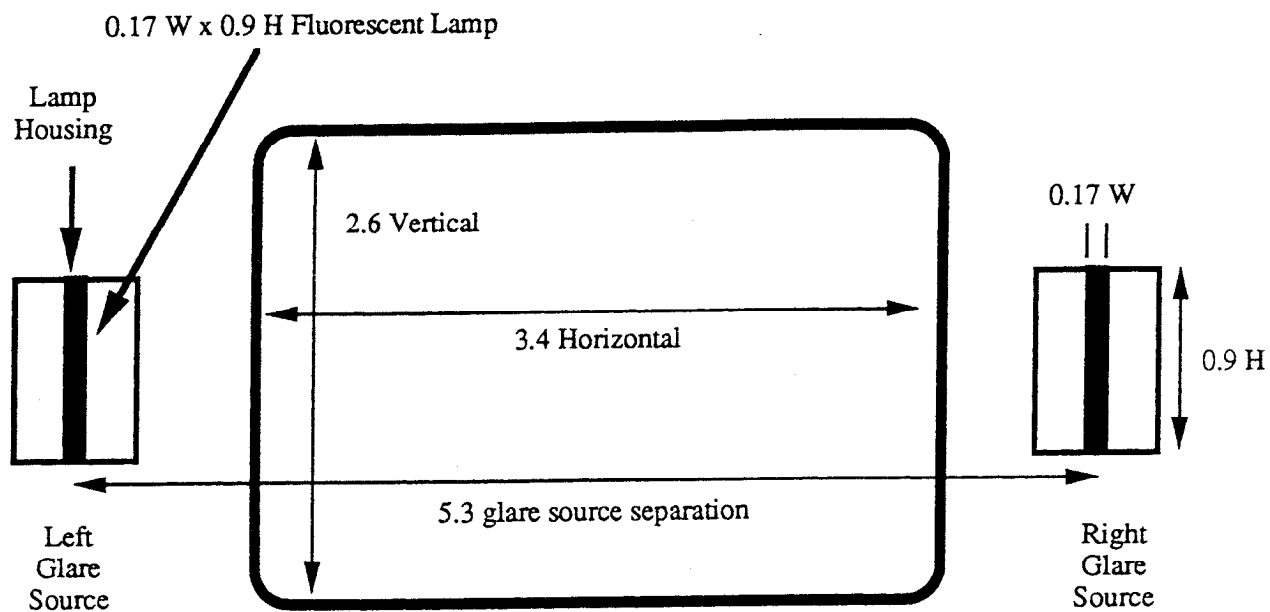 0.17 W x 0.9 H Fluorescent Lamp
Lamp
Housing
2.6 Vertical
0.17 W
3.4 Horizontal
0.9 H
5.3 glare source separation
Left
Glare
Source
Right
Glare
Source